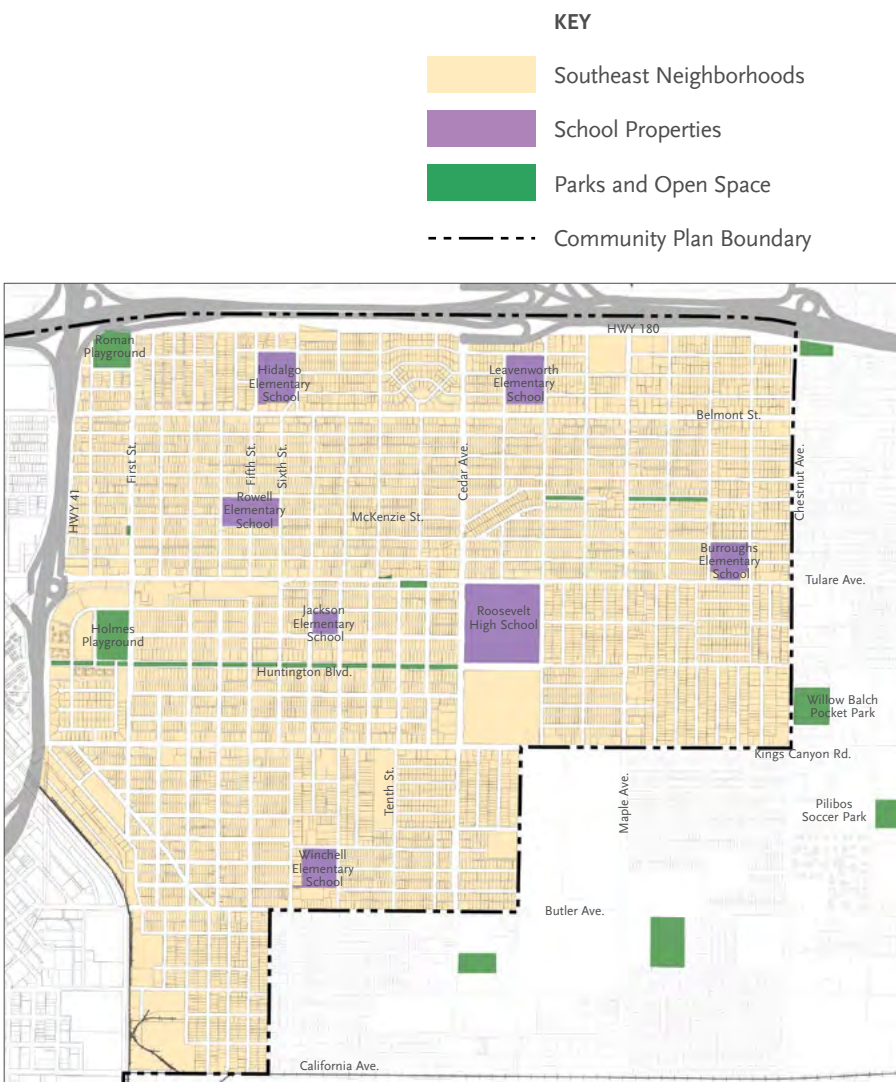 KEY
Southeast Neighborhoods
School Properties
Parks and Open Space
Community Plan Boundary
HWY 180
Roman
Playground
Hidalgo
Elementary
School
Leavenworth
Elementary
School
Belmont St.
First St.
Fifth St.
Sixth St.
Cedar Ave.
Chestnut Ave.
HWY 41
Rowell
Elementary
School
McKenzie St.
Burroughs
Elementary
School
Tulare Ave.
Holmes
Playground
Jackson
Elementary
School
Roosevelt
High School
Huntington Blvd.
Willow Balch
Pocket Park
Kings Canyon Rd.
Tenth St.
Maple Ave.
Pilibos
Soccer Park
Winchell
Elementary
School
Butler Ave.
California Ave.